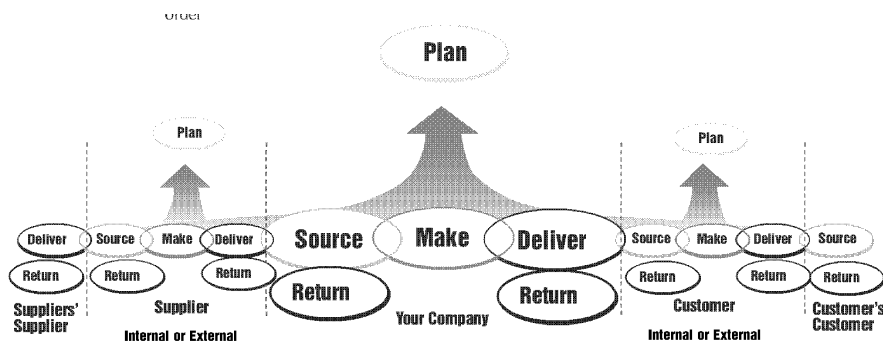 Plan
Plan
Plan
Deliver Source Make Deliver Source Make Deliver Source Make Deliver Source
Return Return Return Return Return Return Return Return
Suppliers'
Supplier
Supplier
Internal or External
Your Company
Customer
Internal or External
Customer's
Customer